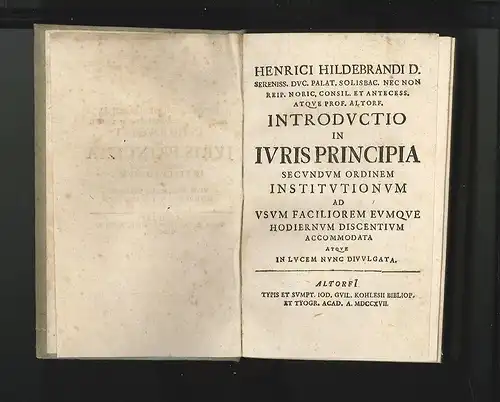 HENRICI HILDEBRANDI D.
SERENISS. DVC. PALAT. SOLISBAC. NEC NON
REIP. NORIC. CONSIL. ET ANTECESS.
ATQVE PROF. ALTORF.
INTRODVCTIO
IN
IVRIS PRINCIPIA
SECVNDVM ORDINEM
INSTITVTIONVM
AD
VSVM FACILIOREM EVMQVE
HODIERNVM DISCENTIVM
ACCOMMODATA
ATQVE
IN LVCEM NVNC DIVVLGATA.
ALTORFI
TYPIS ET SVMPT. IOD. GVIL. KOHLESII BIBLIOP.
ET TYOGR. ACAD. A. MDCCXVII.